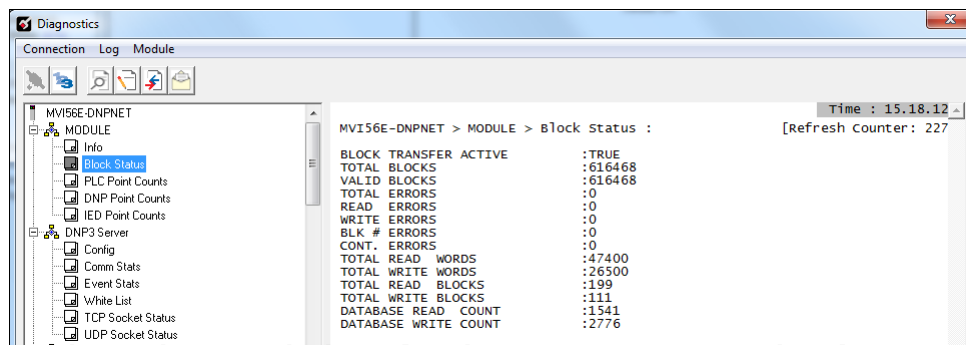 Diagnostics
x
Connection Log Module
MVI56E-DNPNET
MODULE
Info
Block Status
PLC Point Counts
DNP Point Counts
IED Point Counts
DNP3 Server
Config
Comm Stats
Event Stats
White List
TCP Socket Status
UDP Socket Status
Time : 15.18.12
MVI56E-DNPNET > MODULE > Block Status : [Refresh Counter: 227
BLOCK TRANSFER ACTIVE :TRUE
TOTAL BLOCKS :616468
VALID BLOCKS :616468
TOTAL ERRORS :0
READ ERRORS :0
WRITE ERRORS :0
BLK # ERRORS :0
CONT. ERRORS :0
TOTAL READ WORDS :47400
TOTAL WRITE WORDS :26500
TOTAL READ BLOCKS :199
TOTAL WRITE BLOCKS :111
DATABASE READ COUNT :1541
DATABASE WRITE COUNT :2776